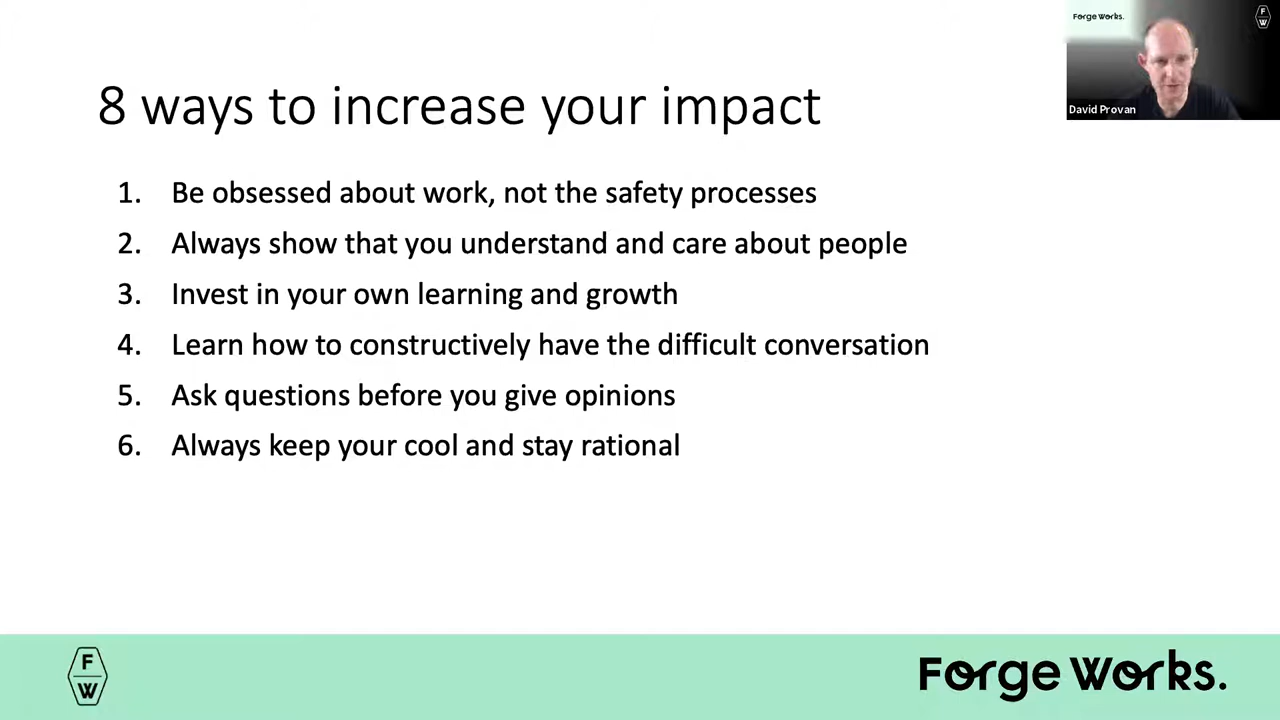 Forge Works.
F
W
David Provan
8 ways to increase your impact
1. Be obsessed about work, not the safety processes
2. Always show that you understand and care about people
3. Invest in your own learning and growth
4. Learn how to constructively have the difficult conversation
5. Ask questions before you give opinions
6. Always keep your cool and stay rational
F
W
Forge Works.